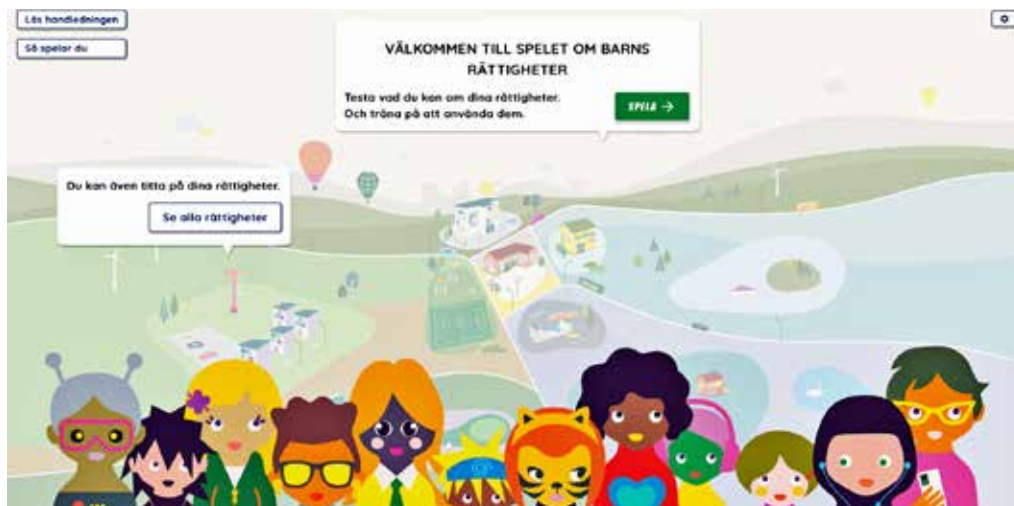 Läs handledningen
Så spelar du
VÄLKOMMEN TILL SPELET OM BARNS
RÄTTIGHETER
Testa vad du kan om dina rättigheter.
Och träna på att använda dem.
SPELA →
Du kan även titta på dina rättigheter.
Se alla rättigheter